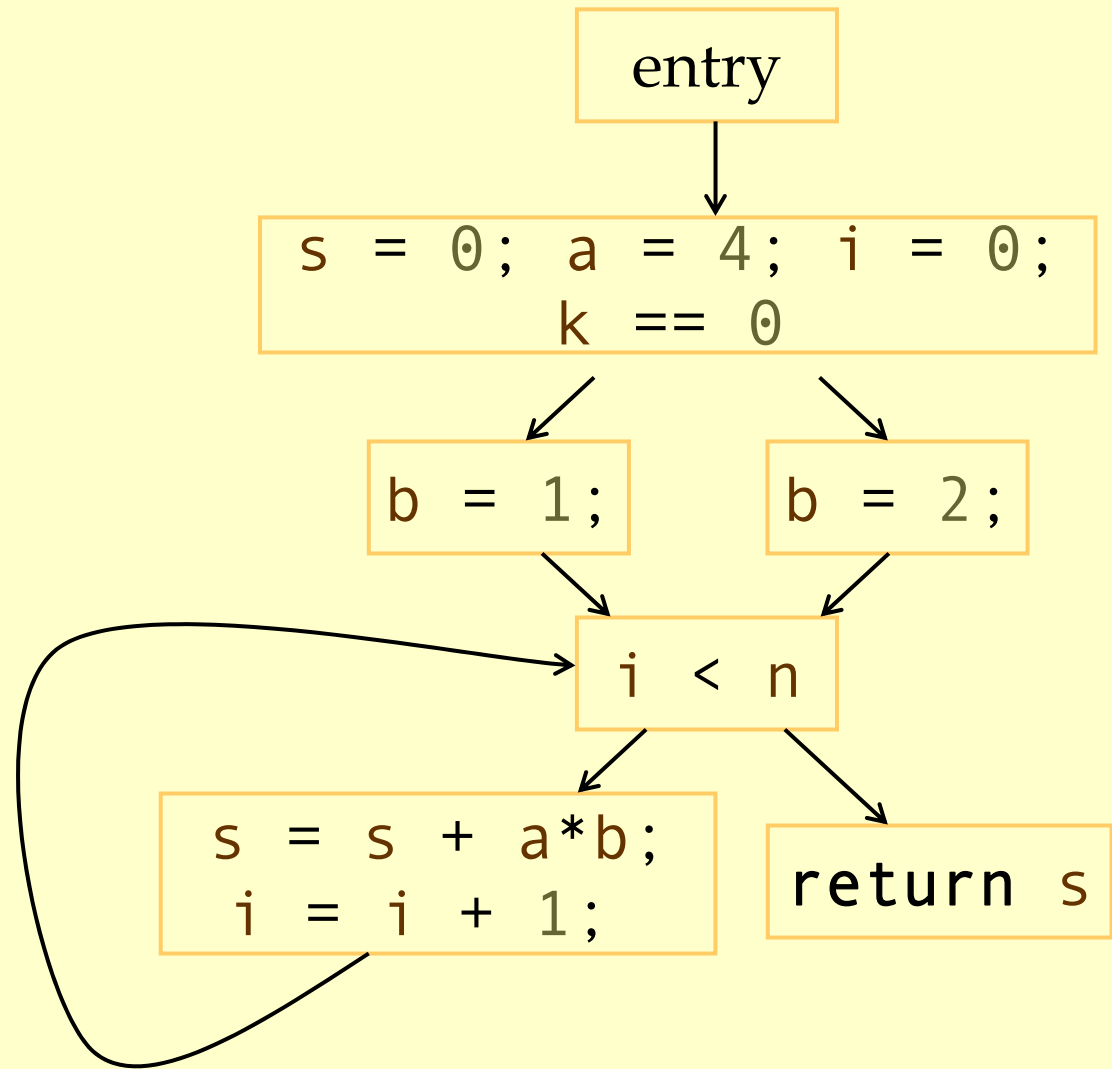 entry
s = 0; a = 4; i = 0;
k == 0
b = 1;
b = 2;
i < n
s = s + a*b;
i = i + 1;
return s